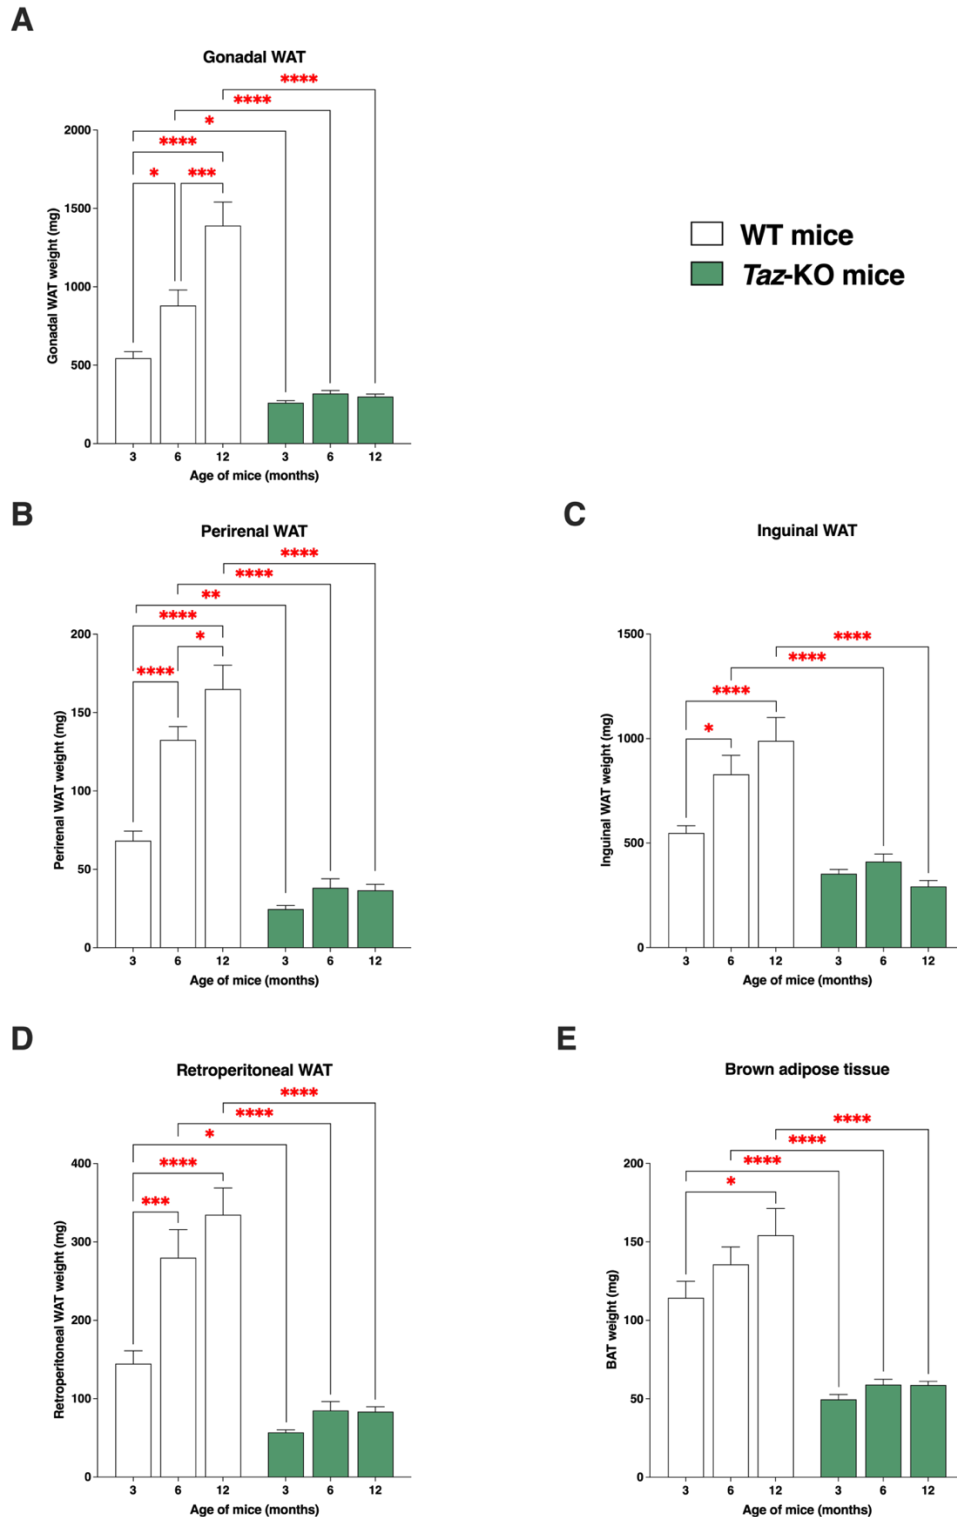 A
Gonadal WAT
****
****
*
****
* ***
2000
1500
1000
500
0
Gonadal WAT weight (mg)
3 6 12 3 6 12
Age of mice (months)
WT mice
Taz-KO mice
B
Perirenal WAT
****
****
**
****
*
****
200
150
100
50
0
Perirenal WAT weight (mg)
3 6 12 3 6 12
Age of mice (months)
C
Inguinal WAT
****
****
****
*
1500
1000
500
0
Inguinal WAT weight (mg)
3 6 12 3 6 12
Age of mice (months)
D
Retroperitoneal WAT
****
****
*
****
***
400
300
200
100
0
Retroperitoneal WAT weight (mg)
3 6 12 3 6 12
Age of mice (months)
E
Brown adipose tissue
****
****
****
*
200
150
100
50
0
BAT weight (mg)
3 6 12 3 6 12
Age of mice (months)